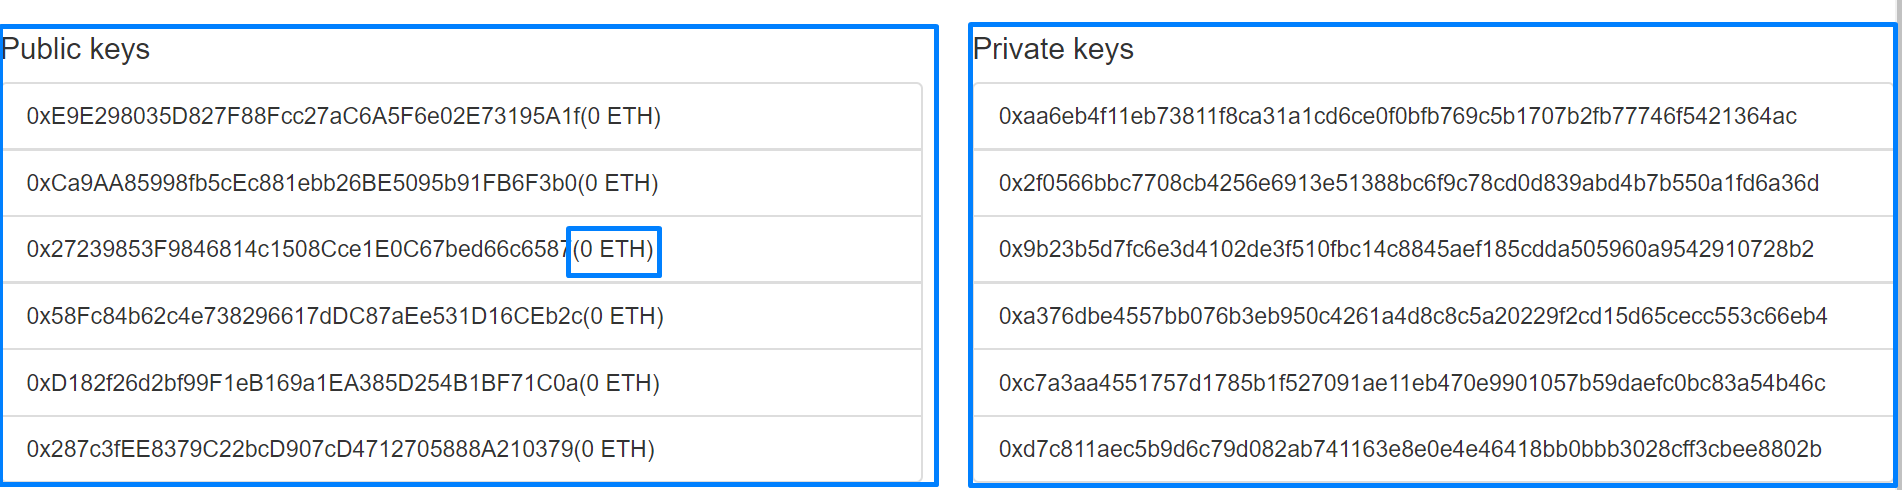 Public keys
0xE9E298035D827F88Fcc27aC6A5F6e02E73195A1f(0 ETH)
0xCa9AA85998fb5cEc881ebb26BE5095b91FB6F3b0(0 ETH)
0x27239853F9846814c1508Cce1E0C67bed66c6587(0 ETH)
0x58Fc84b62c4e738296617dDC87aEe531D16CEb2c(0 ETH)
0xD182f26d2bf99F1eB169a1EA385D254B1BF71C0a(0 ETH)
0x287c3fEE8379C22bcD907cD4712705888A210379(0 ETH)
Private keys
0xaa6eb4f11eb73811f8ca31a1cd6ce0f0bfb769c5b1707b2fb77746f5421364ac
0x2f0566bbc7708cb4256e6913e51388bc6f9c78cd0d839abd4b7b550a1fd6a36d
0x9b23b5d7fc6e3d4102de3f510fbc14c8845aef185cdda505960a9542910728b2
0xa376dbe4557bb076b3eb950c4261a4d8c8c5a20229f2cd15d65cecc553c66eb4
0xc7a3aa4551757d1785b1f527091ae11eb470e9901057b59daefc0bc83a54b46c
0xd7c811aec5b9d6c79d082ab741163e8e0e4e46418bb0bbb3028cff3cbee8802b